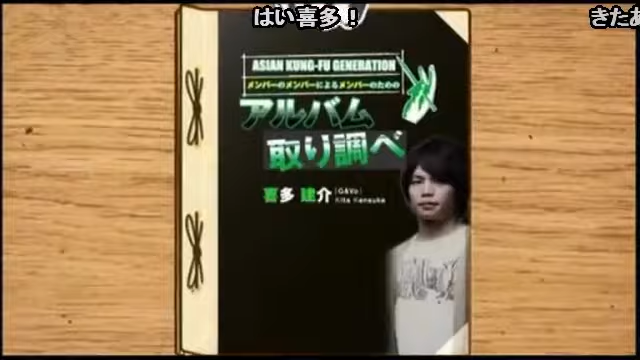 はい喜多！
きたあ
ASIAN KUNG-FU GENERATION
メンバーのメンバーによるメンバーのための
アルバム
取り調べ
喜多 建介
G&Vo
Kita Kensuke